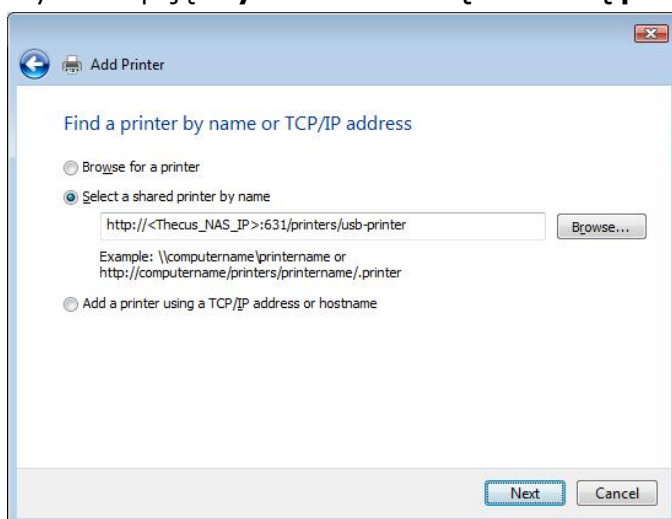 Add Printer
Find a printer by name or TCP/IP address
Browse for a printer
Select a shared printer by name
http://<Thecus_NAS_IP>:631/printers/usb-printer
Browse...
Example: \\computername\printername or
http://computername/printers/printername/.printer
Add a printer using a TCP/IP address or hostname
Next
Cancel